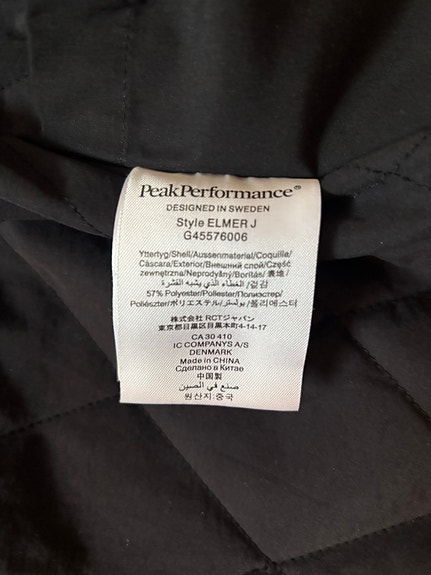 PeakPerformance®
DESIGNED IN SWEDEN
Style ELMER J
G45576006
Yttertyg/Shell/Aussenmaterial/Coquille/
Cáscara/Exterior/Внешний слой/Część
zewnętrzna/Neprodyšný/Borítás/ 表地/
الغطاء الذي يشبه القشرة/겉감
57% Polyester/Poliester/Полиэстер/
Poliészter/ポリエステル/بوليستر/폴리에스터
株式会社 RCTジャパン
東京都目黒区目黒本町4-14-17
CA 30 410
IC COMPANYS A/S
DENMARK
Made in CHINA
Сделано в Китае
中国製
صنع في الصين
원산지:중국